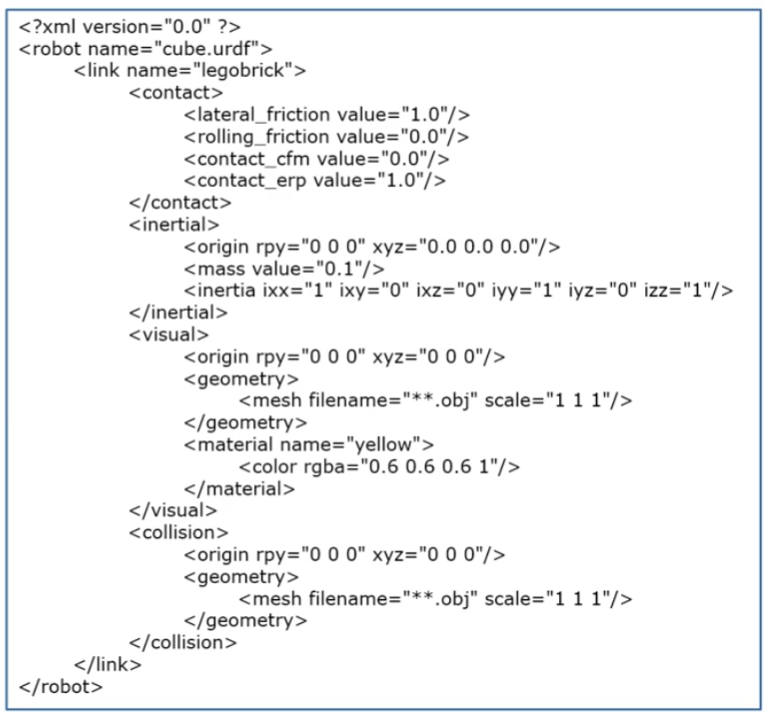 <?xml version="0.0" ?>
<robot name="cube.urdf">
<link name="legobrick">
<contact>
<lateral_friction value="1.0"/>
<rolling_friction value="0.0"/>
<contact_cfm value="0.0"/>
<contact_erp value="1.0"/>
</contact>
<inertial>
<origin rpy="0 0 0" xyz="0.0 0.0 0.0"/>
<mass value="0.1"/>
<inertia ixx="1" ixy="0" ixz="0" iyy="1" iyz="0" izz="1"/>
</inertial>
<visual>
<origin rpy="0 0 0" xyz="0 0 0"/>
<geometry>
<mesh filename="**.obj" scale="1 1 1"/>
</geometry>
<material name="yellow">
<color rgba="0.6 0.6 0.6 1"/>
</material>
</visual>
<collision>
<origin rpy="0 0 0" xyz="0 0 0"/>
<geometry>
<mesh filename="**.obj" scale="1 1 1"/>
</geometry>
</collision>
</link>
</robot>